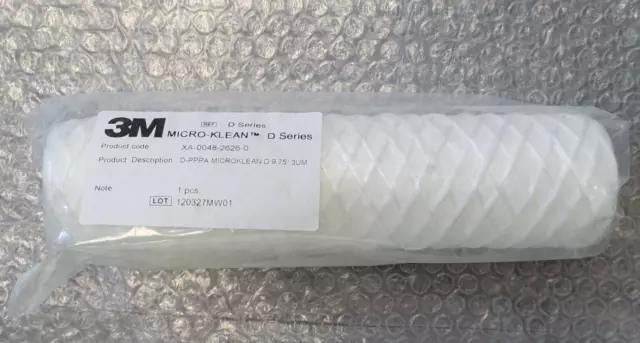 REF D Series
3M MICRO-KLEAN™ D Series
Product code XA-0048-2626-0
Product Description D-PPPA MICROKLEAN D 9.75' 3UM
Note 1 pcs
LOT 120327MW01